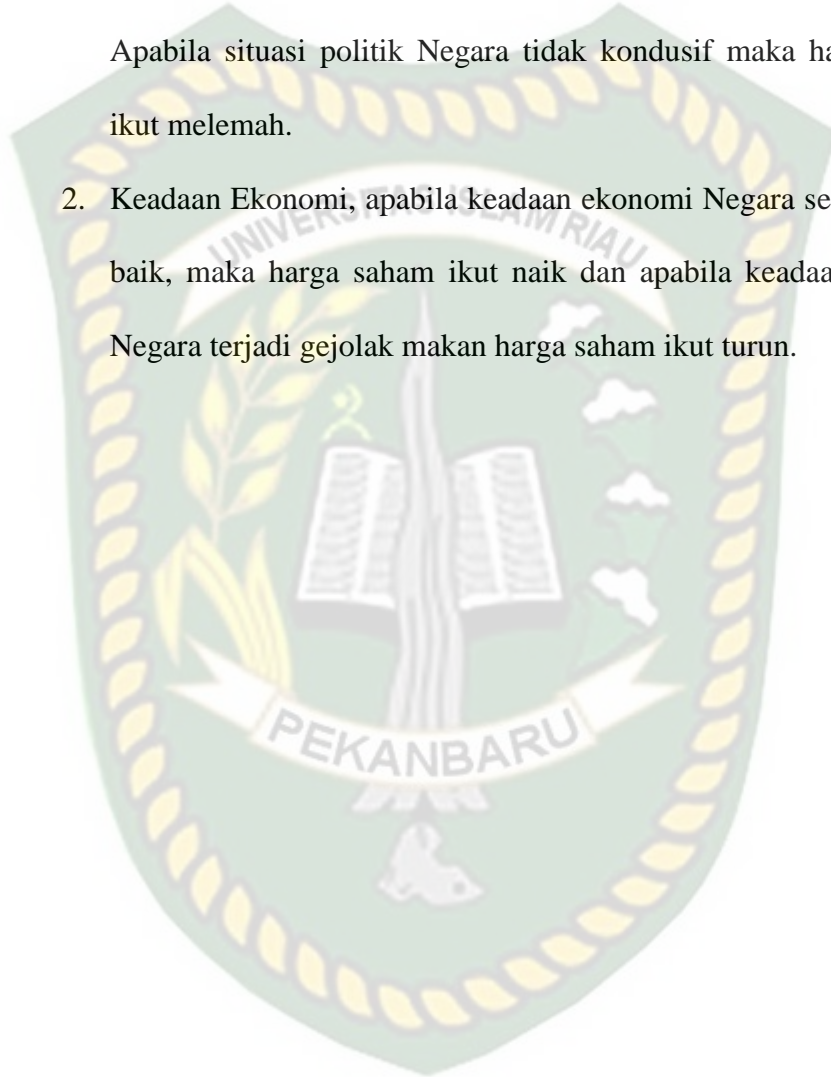 Apabila situasi politik Negara tidak kondusif maka ha
ikut melemah.
2. Keadaan Ekonomi, apabila keadaan ekonomi Negara se
baik, maka harga saham ikut naik dan apabila keadaa
Negara terjadi gejolak makan harga saham ikut turun.
UNIVERSITAS ISLAM RIAU
PEKANBARU